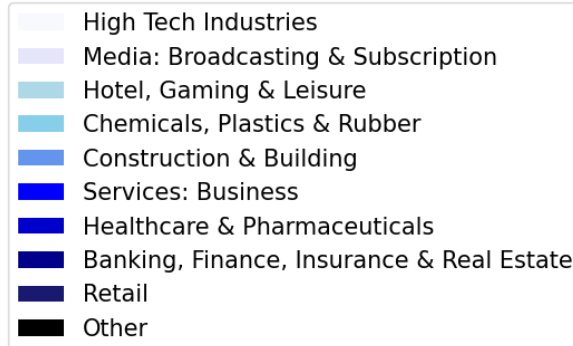 High Tech Industries
Media: Broadcasting & Subscription
Hotel, Gaming & Leisure
Chemicals, Plastics & Rubber
Construction & Building
Services: Business
Healthcare & Pharmaceuticals
Banking, Finance, Insurance & Real Estate
Retail
Other